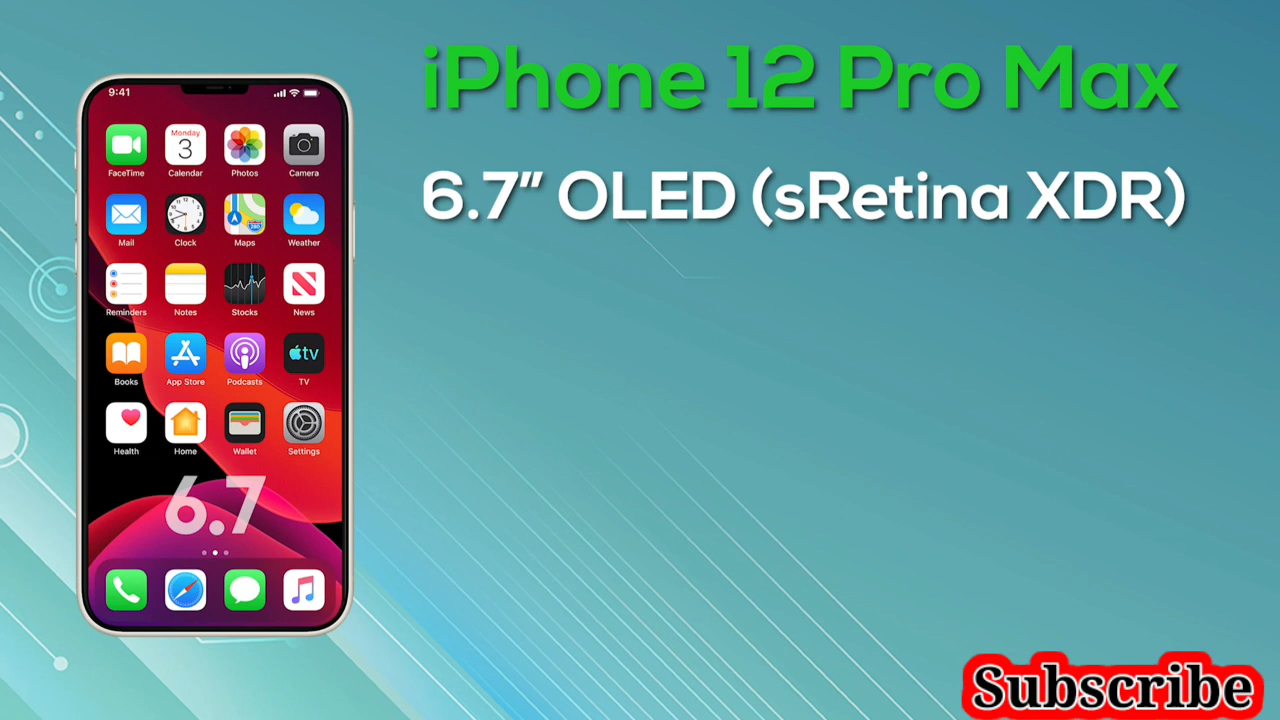 iPhone 12 Pro Max
6.7” OLED (sRetina XDR)
9:41
Monday
3
FaceTime Calendar Photos Camera
Mail Clock Maps Weather
Reminders Notes Stocks News
tv
Books App Store Podcasts TV
Health Home Wallet Settings
6.7
Subscribe